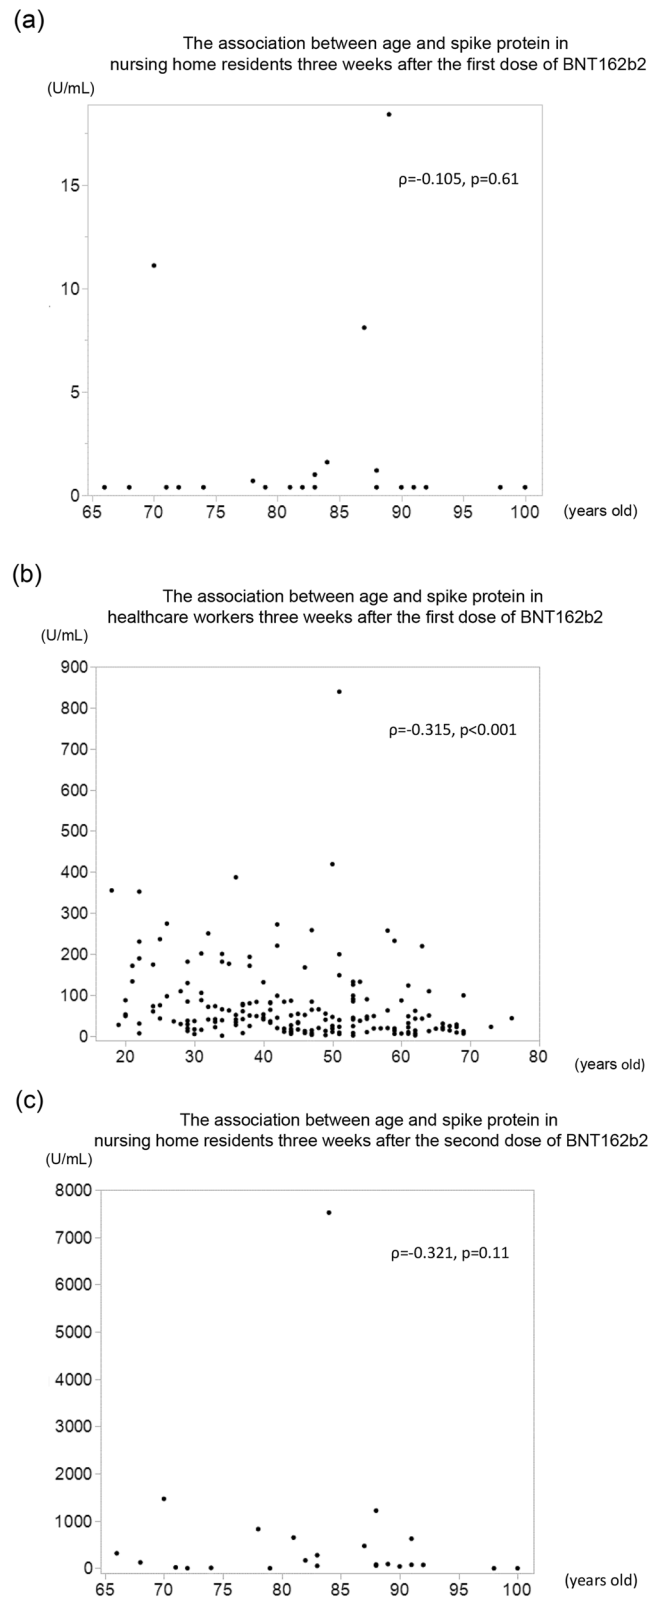 (a)
The association between age and spike protein in
nursing home residents three weeks after the first dose of BNT162b2
(U/mL)
ρ=-0.105, p=0.61
15
10
5
0
65 70 75 80 85 90 95 100 (years old)
(b)
The association between age and spike protein in
healthcare workers three weeks after the first dose of BNT162b2
(U/mL)
900
800
ρ=-0.315, p<0.001
700
600
500
400
300
200
100
0
20 30 40 50 60 70 80
(years old)
(c)
The association between age and spike protein in
nursing home residents three weeks after the second dose of BNT162b2
(U/mL)
8000
7000
ρ=-0.321, p=0.11
6000
5000
4000
3000
2000
1000
0
65 70 75 80 85 90 95 100 (years old)